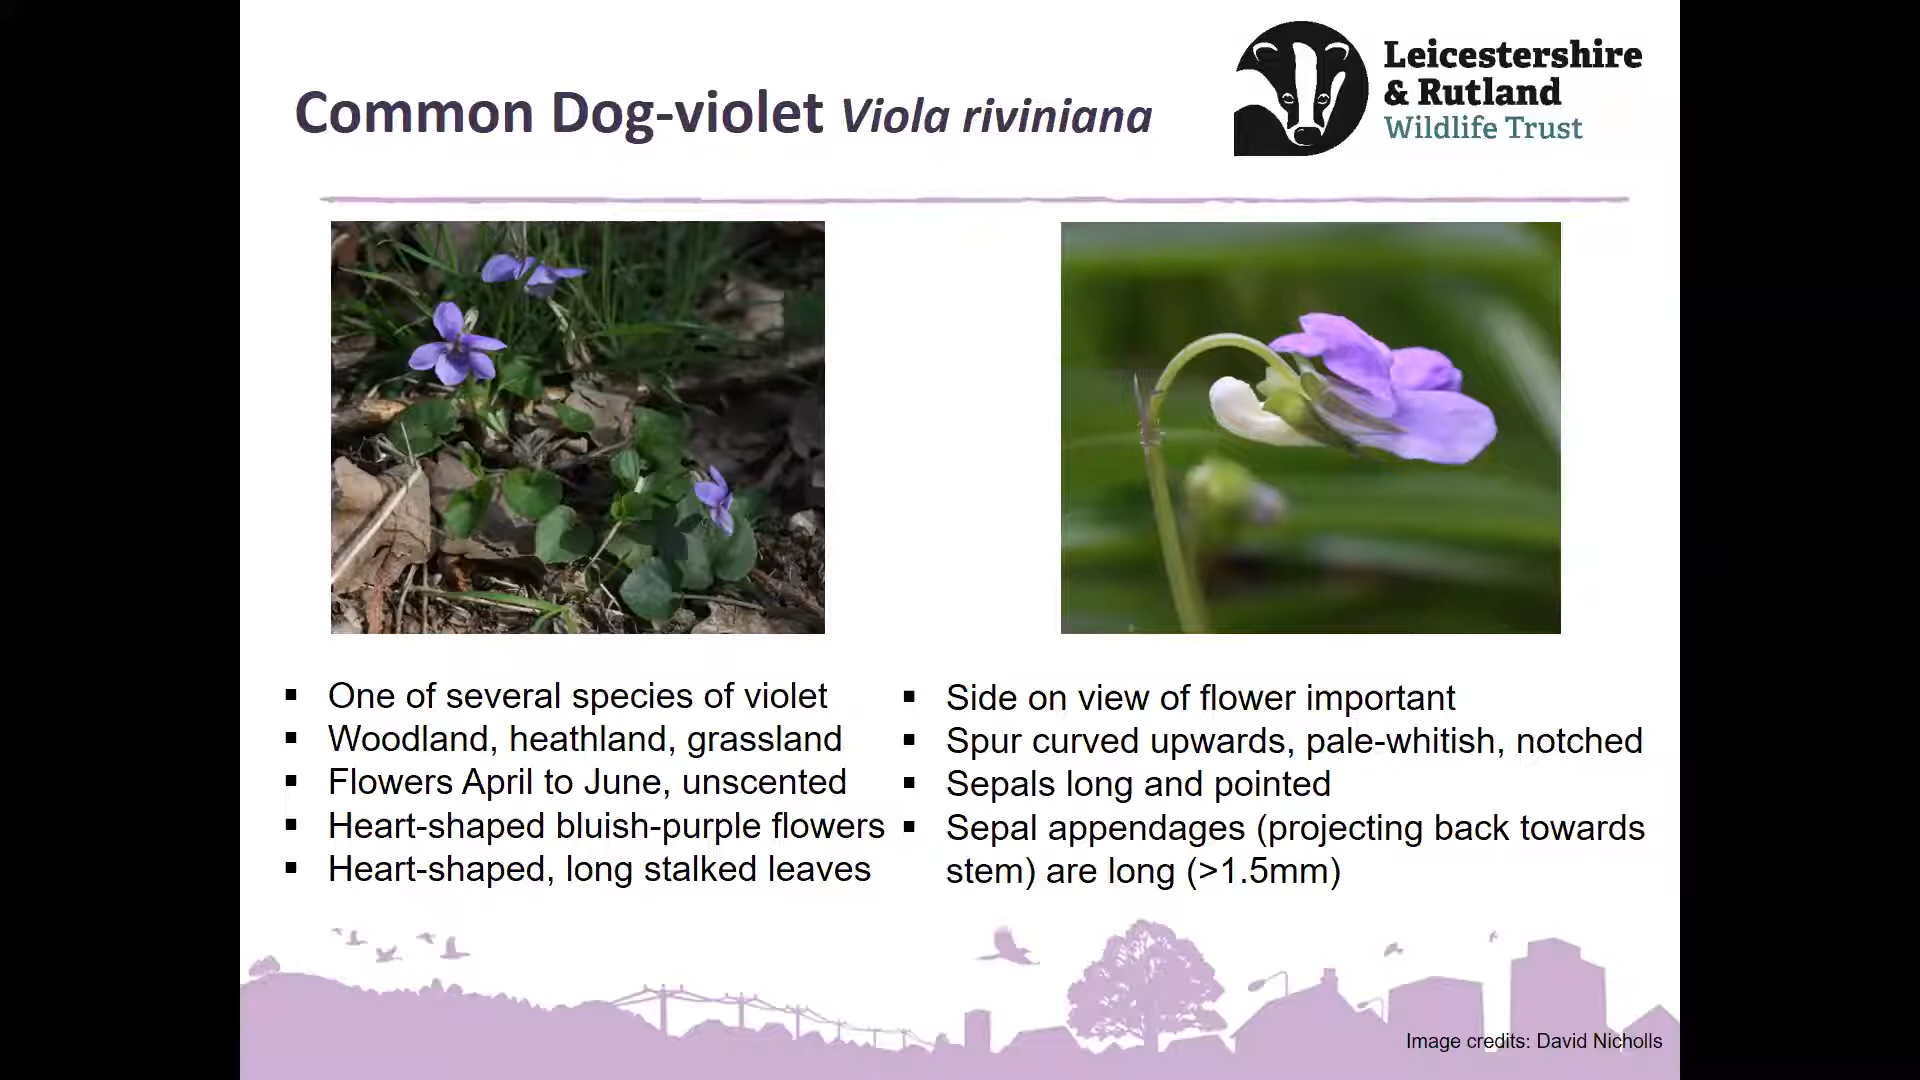 Common Dog-violet Viola riviniana
Leicestershire
& Rutland
Wildlife Trust
▪ One of several species of violet
▪ Woodland, heathland, grassland
▪ Flowers April to June, unscented
▪ Heart-shaped bluish-purple flowers
▪ Heart-shaped, long stalked leaves
▪ Side on view of flower important
▪ Spur curved upwards, pale-whitish, notched
▪ Sepals long and pointed
▪ Sepal appendages (projecting back towards
stem) are long (>1.5mm)
Image credits: David Nicholls